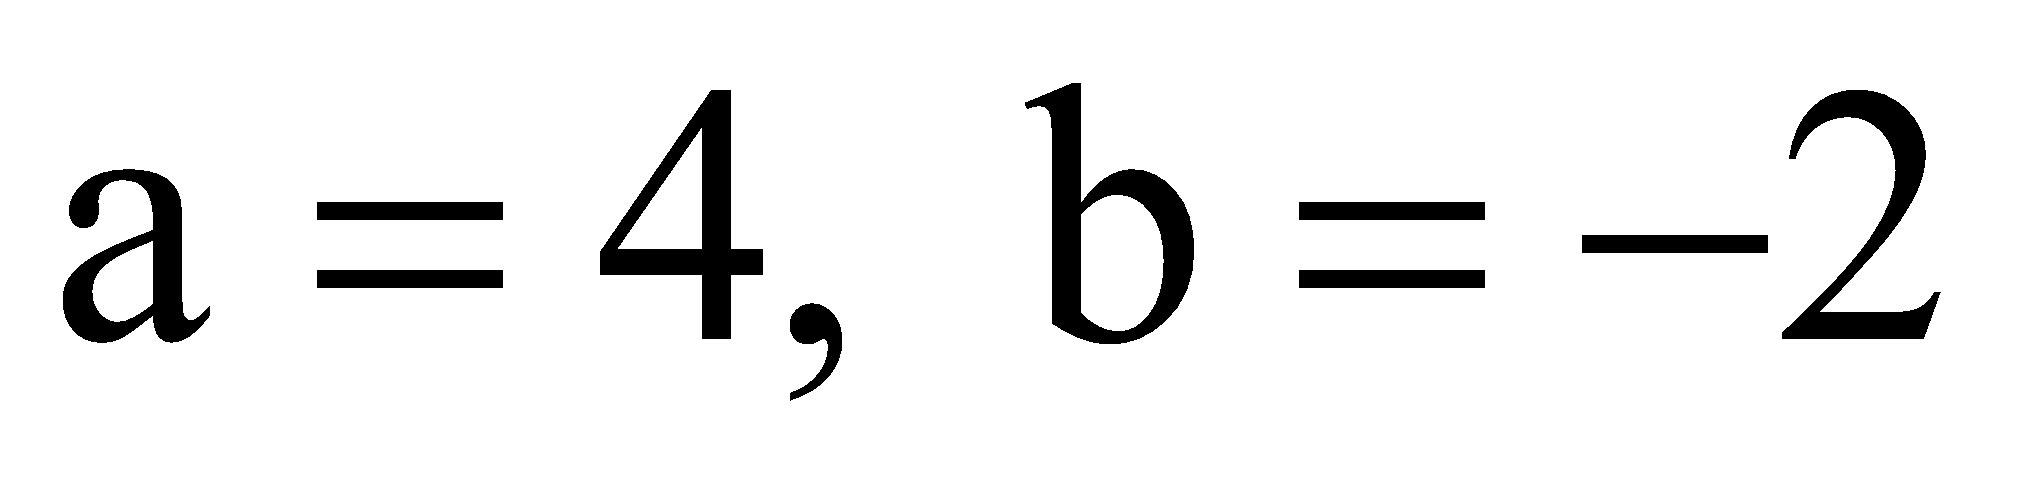 a = 4, b = −2